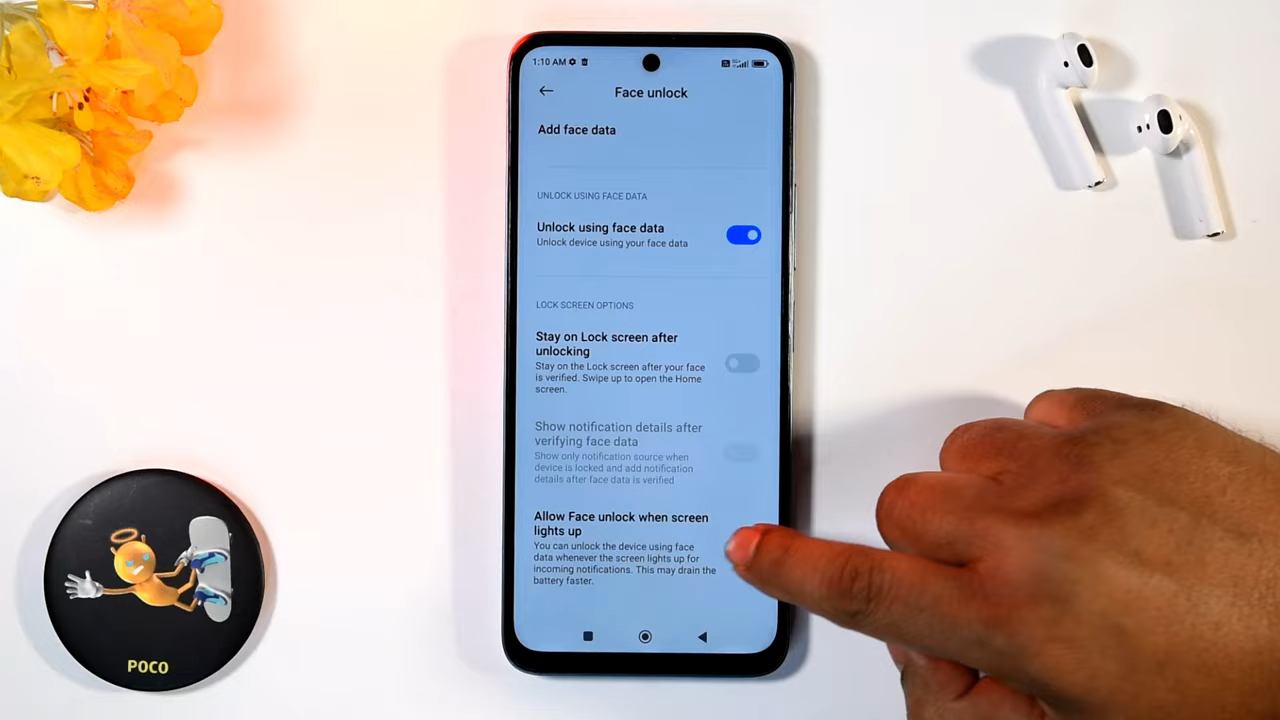 1:10 AM
Face unlock
Add face data
UNLOCK USING FACE DATA
Unlock using face data
Unlock device using your face data
LOCK SCREEN OPTIONS
Stay on Lock screen after
unlocking
Stay on the Lock screen after your face
is verified. Swipe up to open the Home
screen.
Show notification details after
verifying face data
Show only notification source when
device is locked and add notification
details after face data is verified
Allow Face unlock when screen
lights up
You can unlock the device using face
data whenever the screen lights up for
incoming notifications. This may drain the
battery faster.
POCO